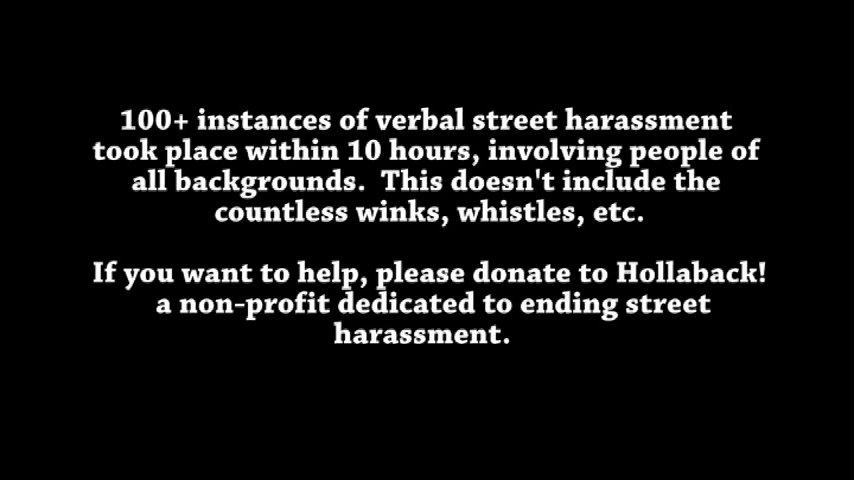 100+ instances of verbal street harassment
took place within 10 hours, involving people of
all backgrounds.  This doesn't include the
countless winks, whistles, etc.
If you want to help, please donate to Hollaback!
a non-profit dedicated to ending street
harassment.